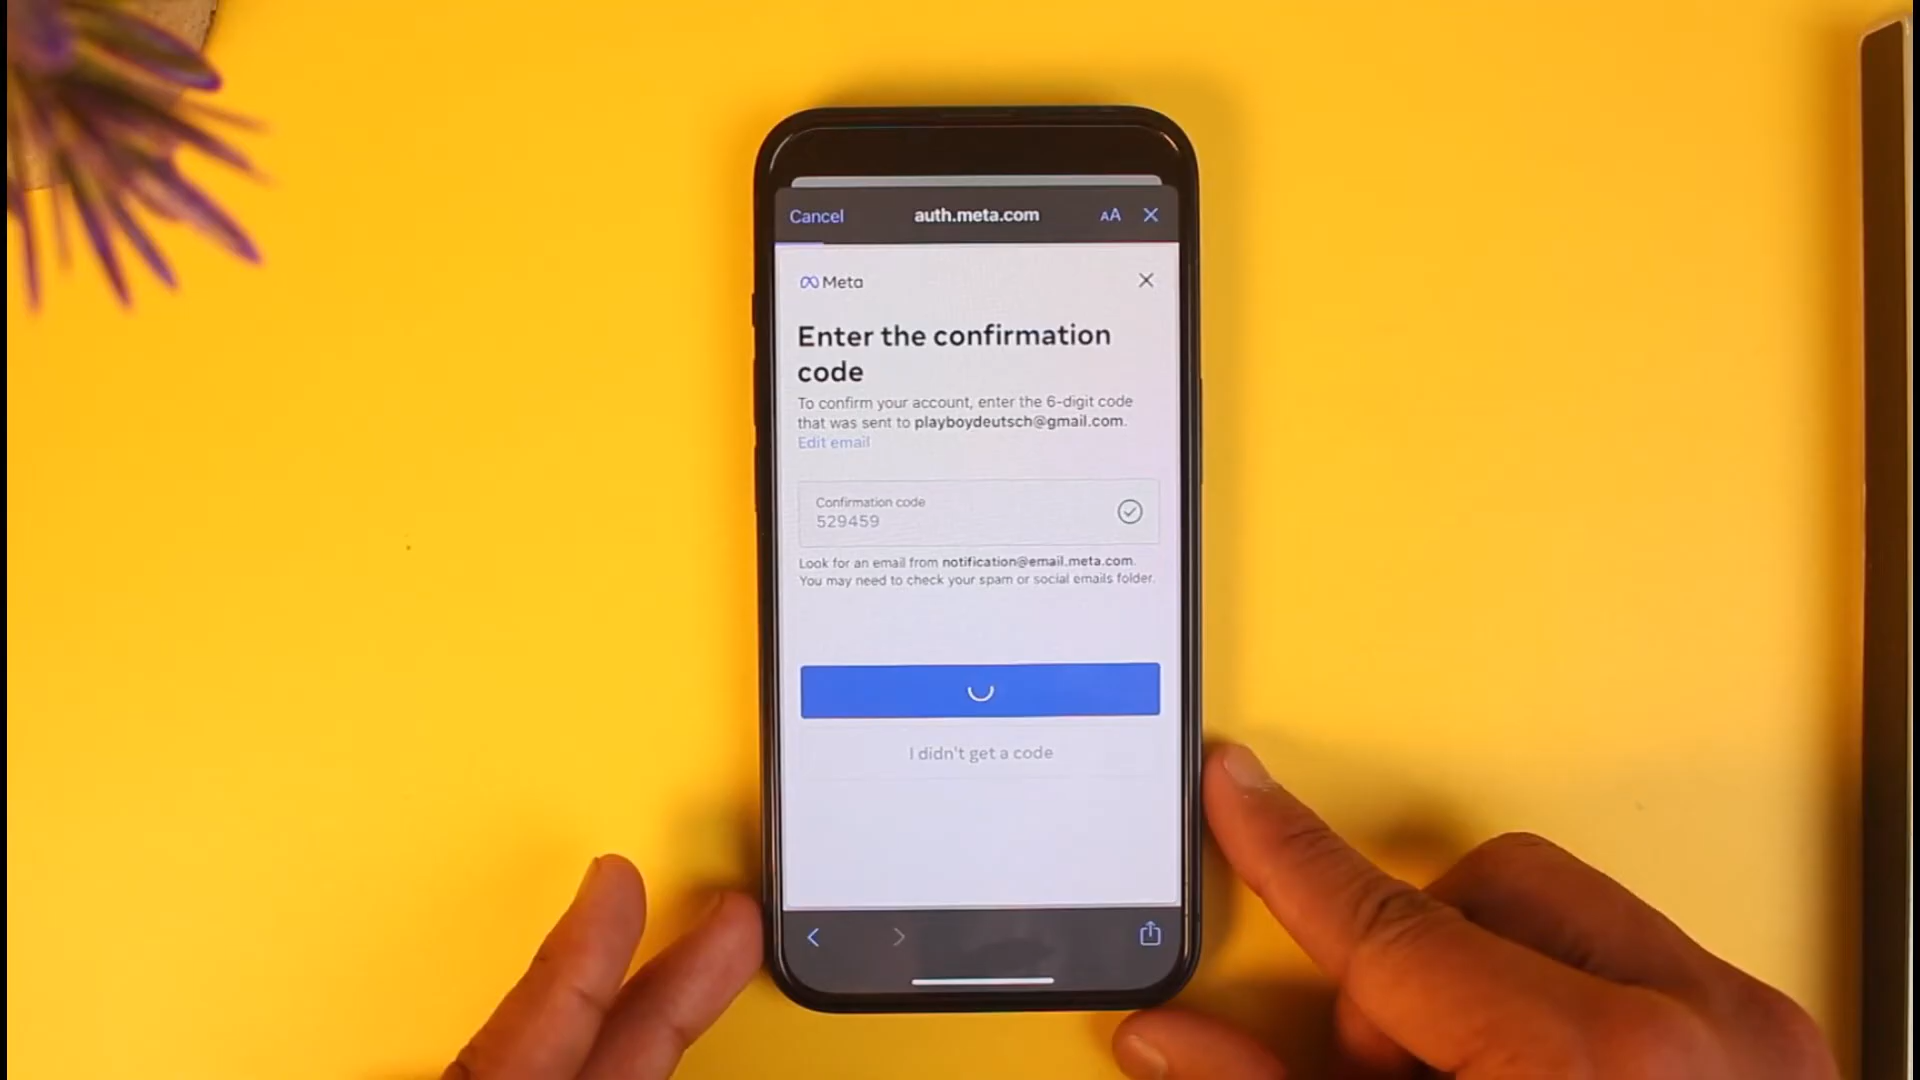 Cancel
auth.meta.com
AA
Meta
Enter the confirmation
code
To confirm your account, enter the 6-digit code
that was sent to playboydeutsch@gmail.com.
Edit email
Confirmation code
529459
Look for an email from notification@email.meta.com.
You may need to check your spam or social emails folder.
I didn't get a code